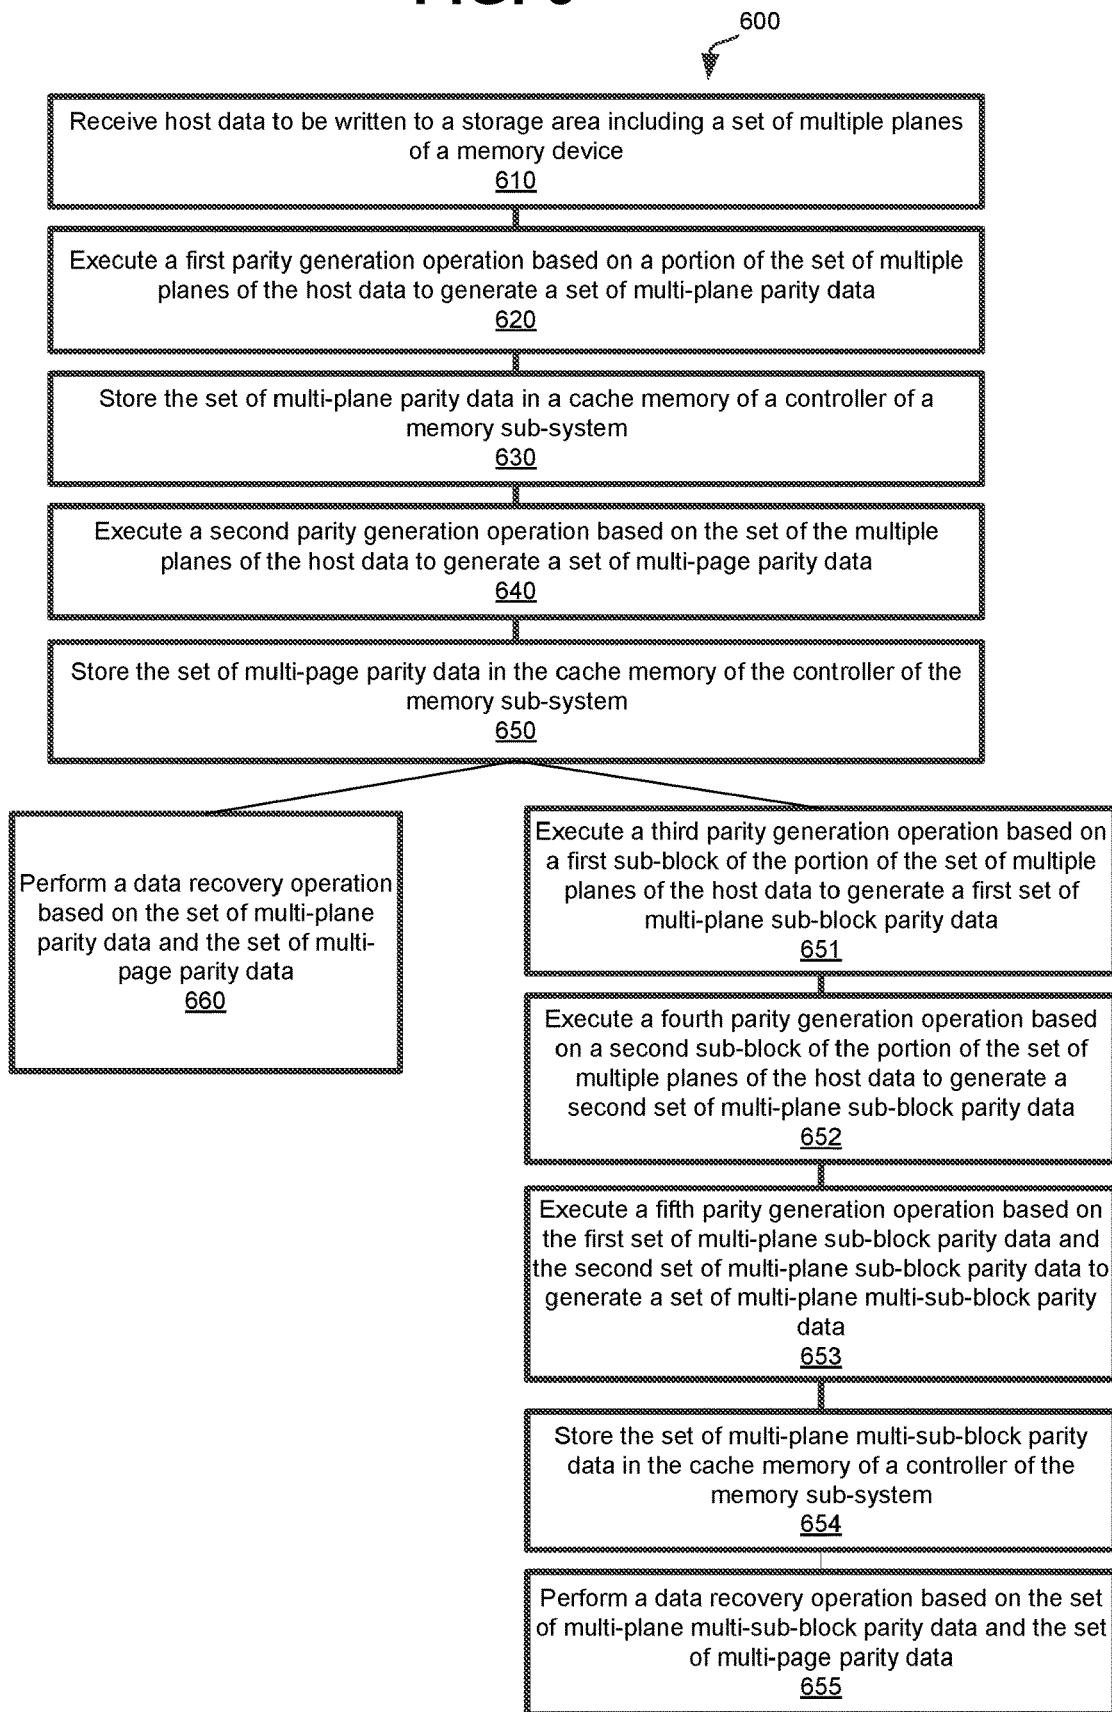 600
Receive host data to be written to a storage area including a set of multiple planes
of a memory device
610
Execute a first parity generation operation based on a portion of the set of multiple
planes of the host data to generate a set of multi-plane parity data
620
Store the set of multi-plane parity data in a cache memory of a controller of a
memory sub-system
630
Execute a second parity generation operation based on the set of the multiple
planes of the host data to generate a set of multi-page parity data
640
Store the set of multi-page parity data in the cache memory of the controller of the
memory sub-system
650
Perform a data recovery operation
based on the set of multi-plane
parity data and the set of multi-
page parity data
660
Execute a third parity generation operation based on
a first sub-block of the portion of the set of multiple
planes of the host data to generate a first set of
multi-plane sub-block parity data
651
Execute a fourth parity generation operation based
on a second sub-block of the portion of the set of
multiple planes of the host data to generate a
second set of multi-plane sub-block parity data
652
Execute a fifth parity generation operation based on
the first set of multi-plane sub-block parity data and
the second set of multi-plane sub-block parity data to
generate a set of multi-plane multi-sub-block parity
data
653
Store the set of multi-plane multi-sub-block parity
data in the cache memory of a controller of the
memory sub-system
654
Perform a data recovery operation based on the set
of multi-plane multi-sub-block parity data and the set
of multi-page parity data
655